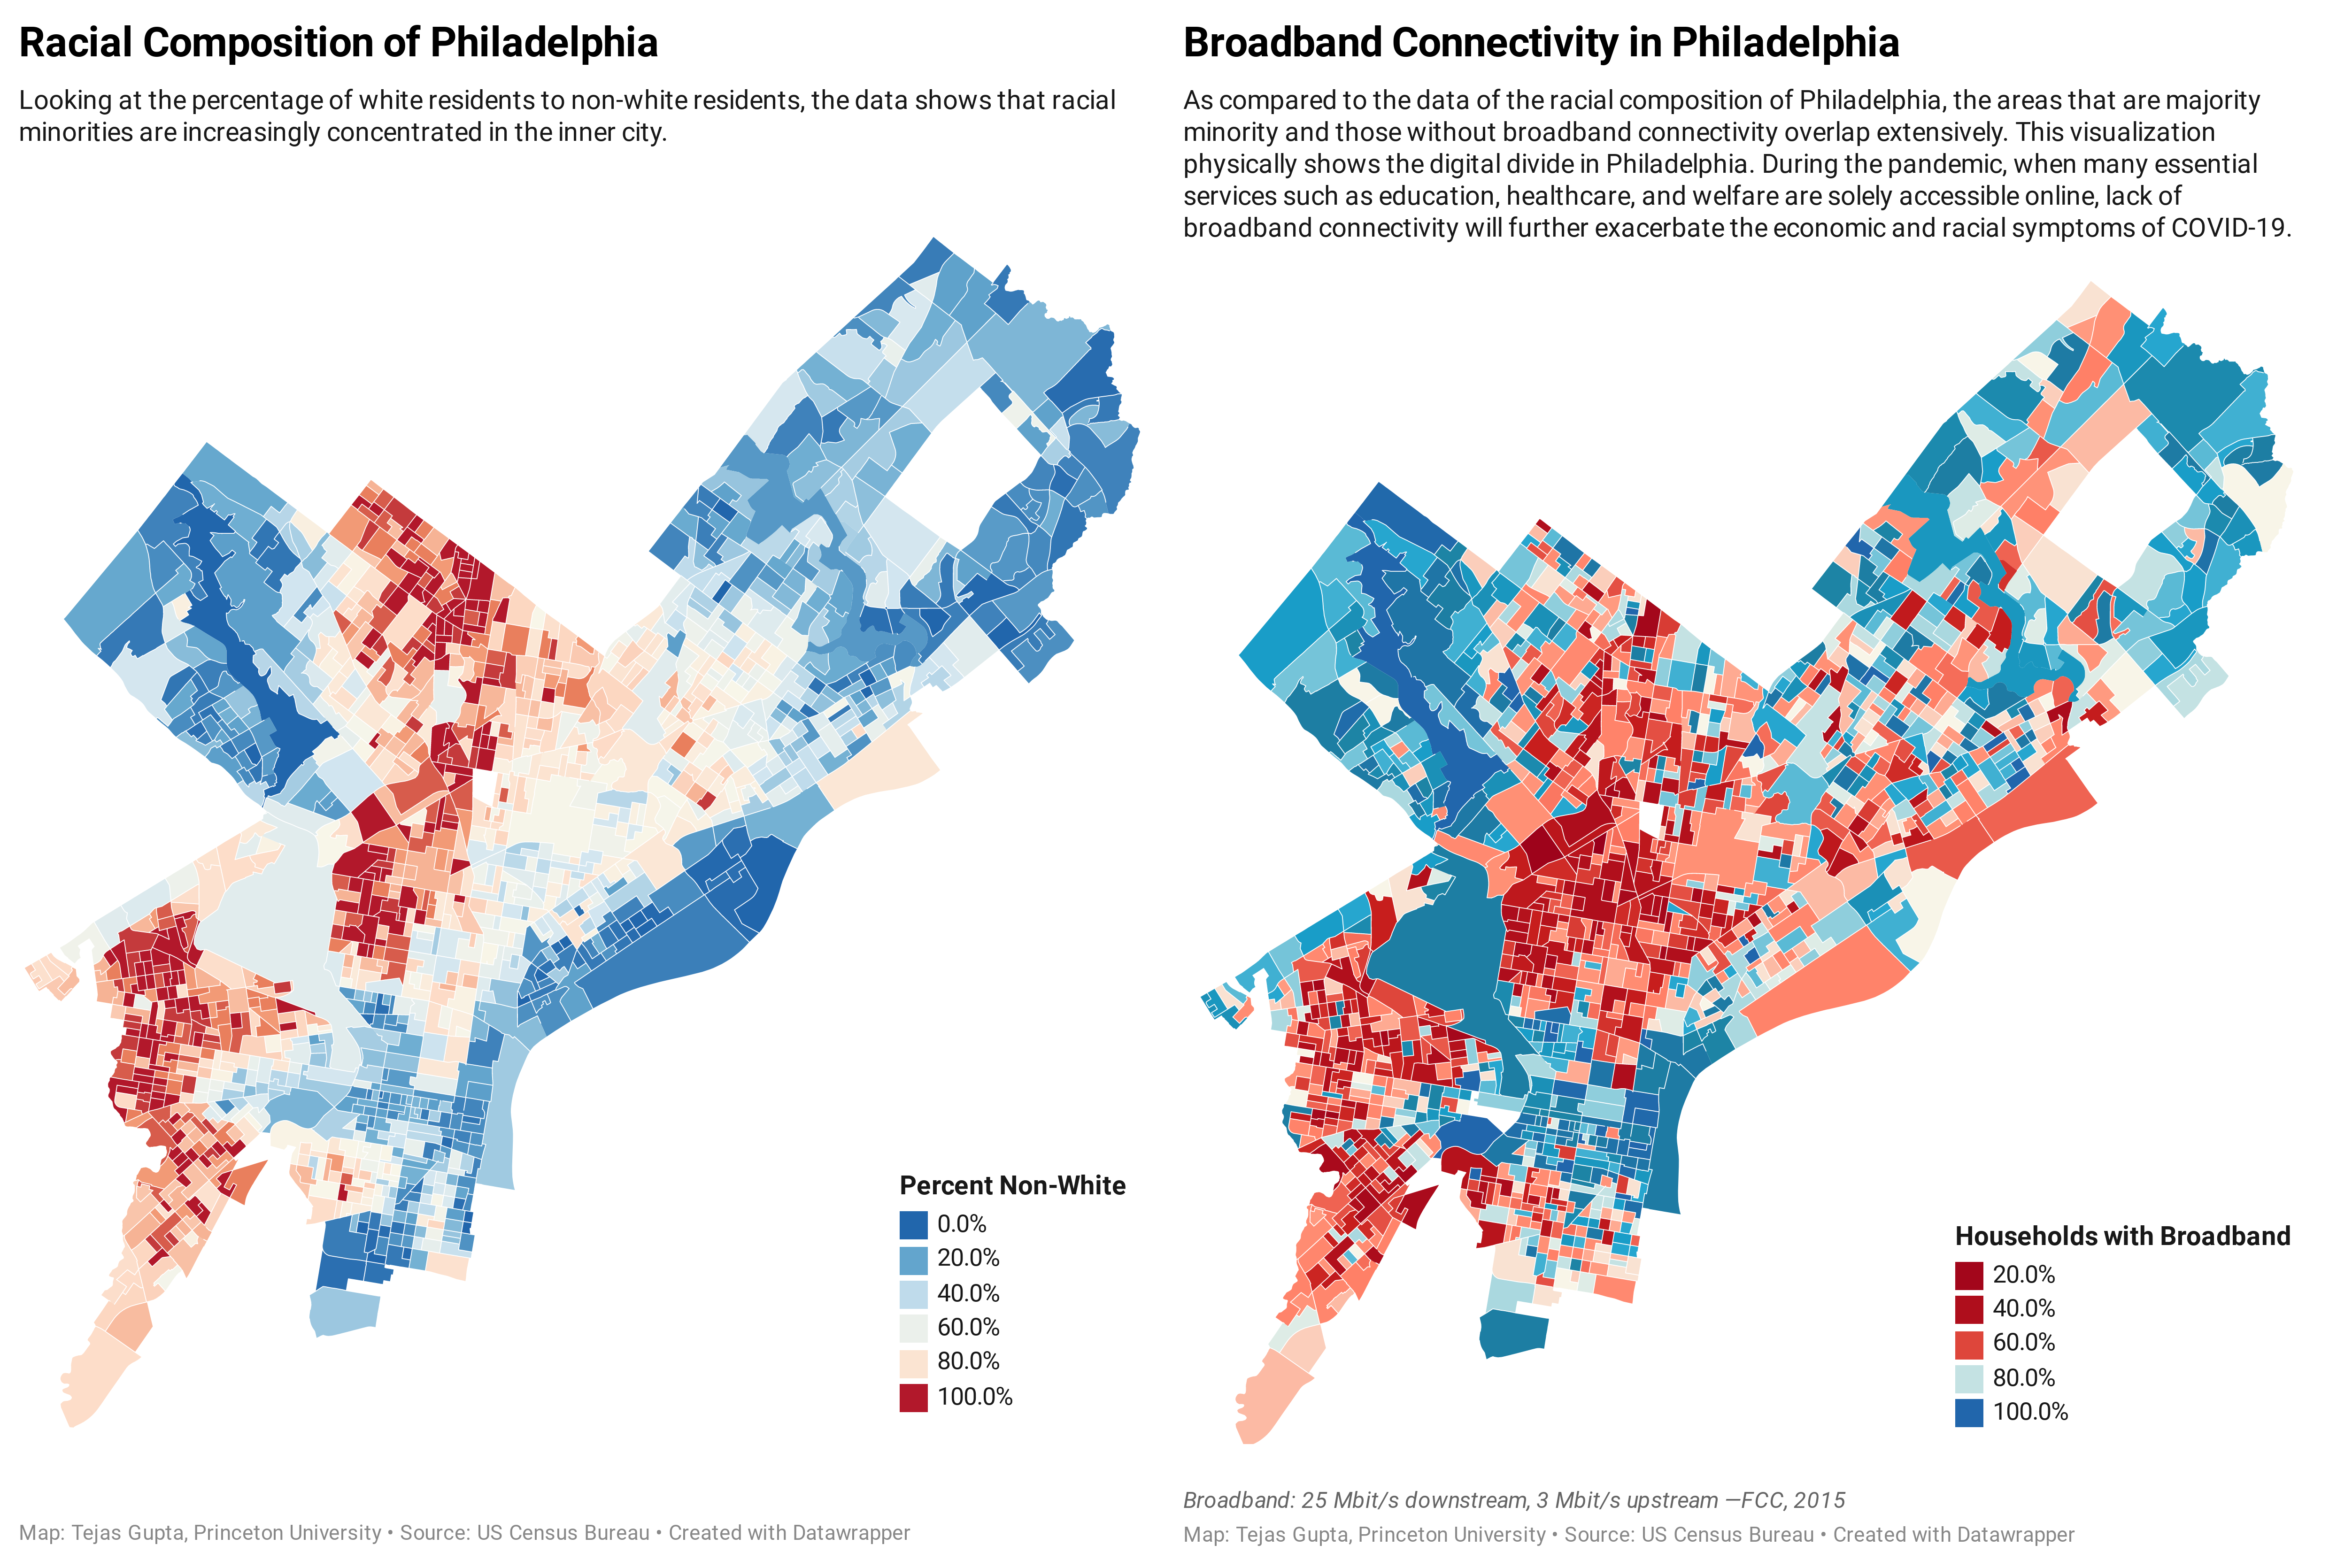 Racial Composition of Philadelphia
Looking at the percentage of white residents to non-white residents, the data shows that racial
minorities are increasingly concentrated in the inner city.
Percent Non-White
0.0%
20.0%
40.0%
60.0%
80.0%
100.0%
Map: Tejas Gupta, Princeton University • Source: US Census Bureau • Created with Datawrapper
Broadband Connectivity in Philadelphia
As compared to the data of the racial composition of Philadelphia, the areas that are majority
minority and those without broadband connectivity overlap extensively. This visualization
physically shows the digital divide in Philadelphia. During the pandemic, when many essential
services such as education, healthcare, and welfare are solely accessible online, lack of
broadband connectivity will further exacerbate the economic and racial symptoms of COVID-19.
Households with Broadband
20.0%
40.0%
60.0%
80.0%
100.0%
Broadband: 25 Mbit/s downstream, 3 Mbit/s upstream —FCC, 2015
Map: Tejas Gupta, Princeton University • Source: US Census Bureau • Created with Datawrapper